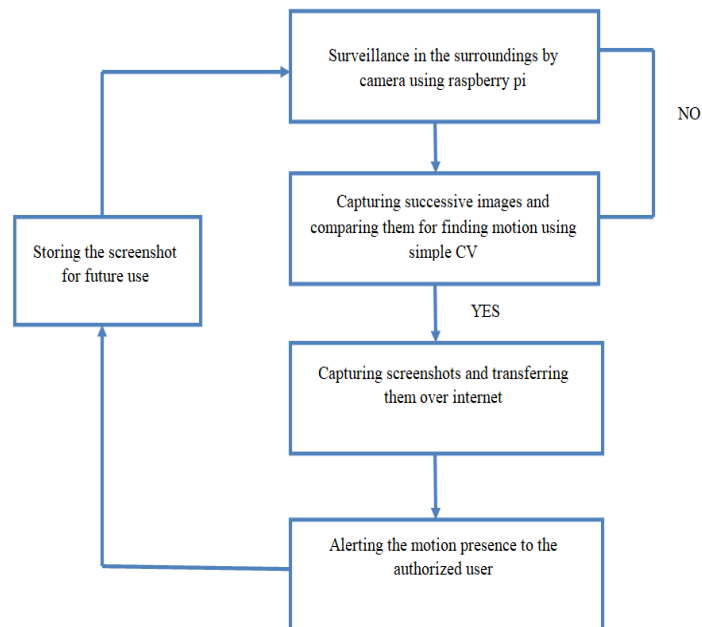 Surveillance in the surroundings by
camera using raspberry pi
NO
Capturing successive images and
comparing them for finding motion using
simple CV
Storing the screenshot
for future use
YES
Capturing screenshots and transferring
them over internet
Alerting the motion presence to the
authorized user